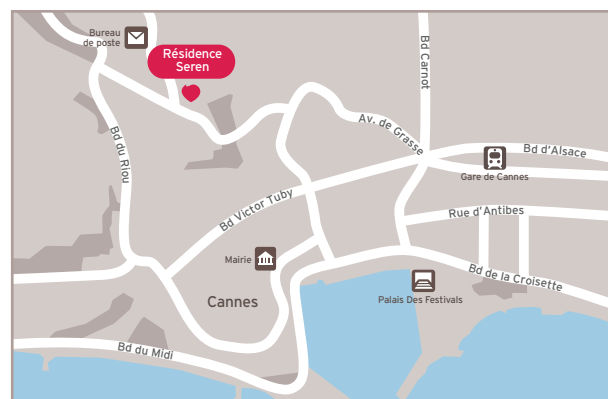 Bureau
de poste
Résidence
Seren
Bd Carnot
Av. de Grasse
Bd d'Alsace
Gare de Cannes
Bd du Riou
Bd Victor Tuby
Rue d'Antibes
Mairie
Bd de la Croisette
Palais Des Festivals
Cannes
Bd du Midi